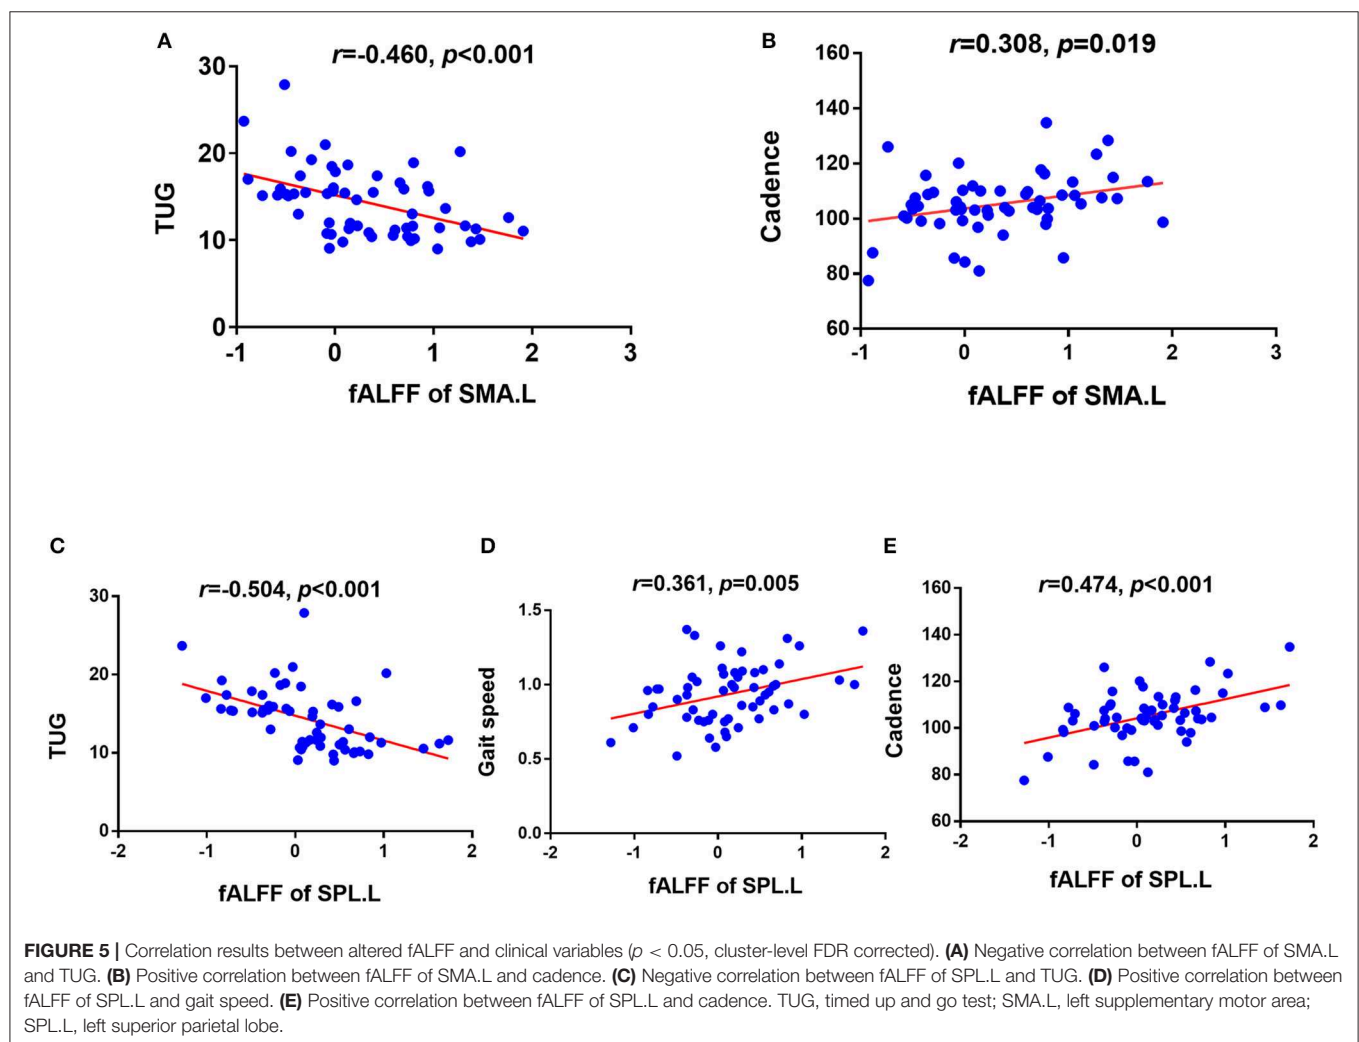 A
r=-0.460, p<0.001
30
20
10
0
-1 0 1 2 3
TUG
fALFF of SMA.L
B
r=0.308, p=0.019
160
140
120
100
80
60
-1 0 1 2 3
Cadence
fALFF of SMA.L
C
r=-0.504, p<0.001
30
20
10
0
-2 -1 0 1 2
TUG
fALFF of SPL.L
D
r=0.361, p=0.005
1.5
1.0
0.5
0.0
-2 -1 0 1 2
Gait speed
fALFF of SPL.L
E
r=0.474, p<0.001
160
140
120
100
80
60
-2 -1 0 1 2
Cadence
fALFF of SPL.L
FIGURE 5 | Correlation results between altered fALFF and clinical variables (p < 0.05, cluster-level FDR corrected). (A) Negative correlation between fALFF of SMA.L
and TUG. (B) Positive correlation between fALFF of SMA.L and cadence. (C) Negative correlation between fALFF of SPL.L and TUG. (D) Positive correlation between
fALFF of SPL.L and gait speed. (E) Positive correlation between fALFF of SPL.L and cadence. TUG, timed up and go test; SMA.L, left supplementary motor area;
SPL.L, left superior parietal lobe.